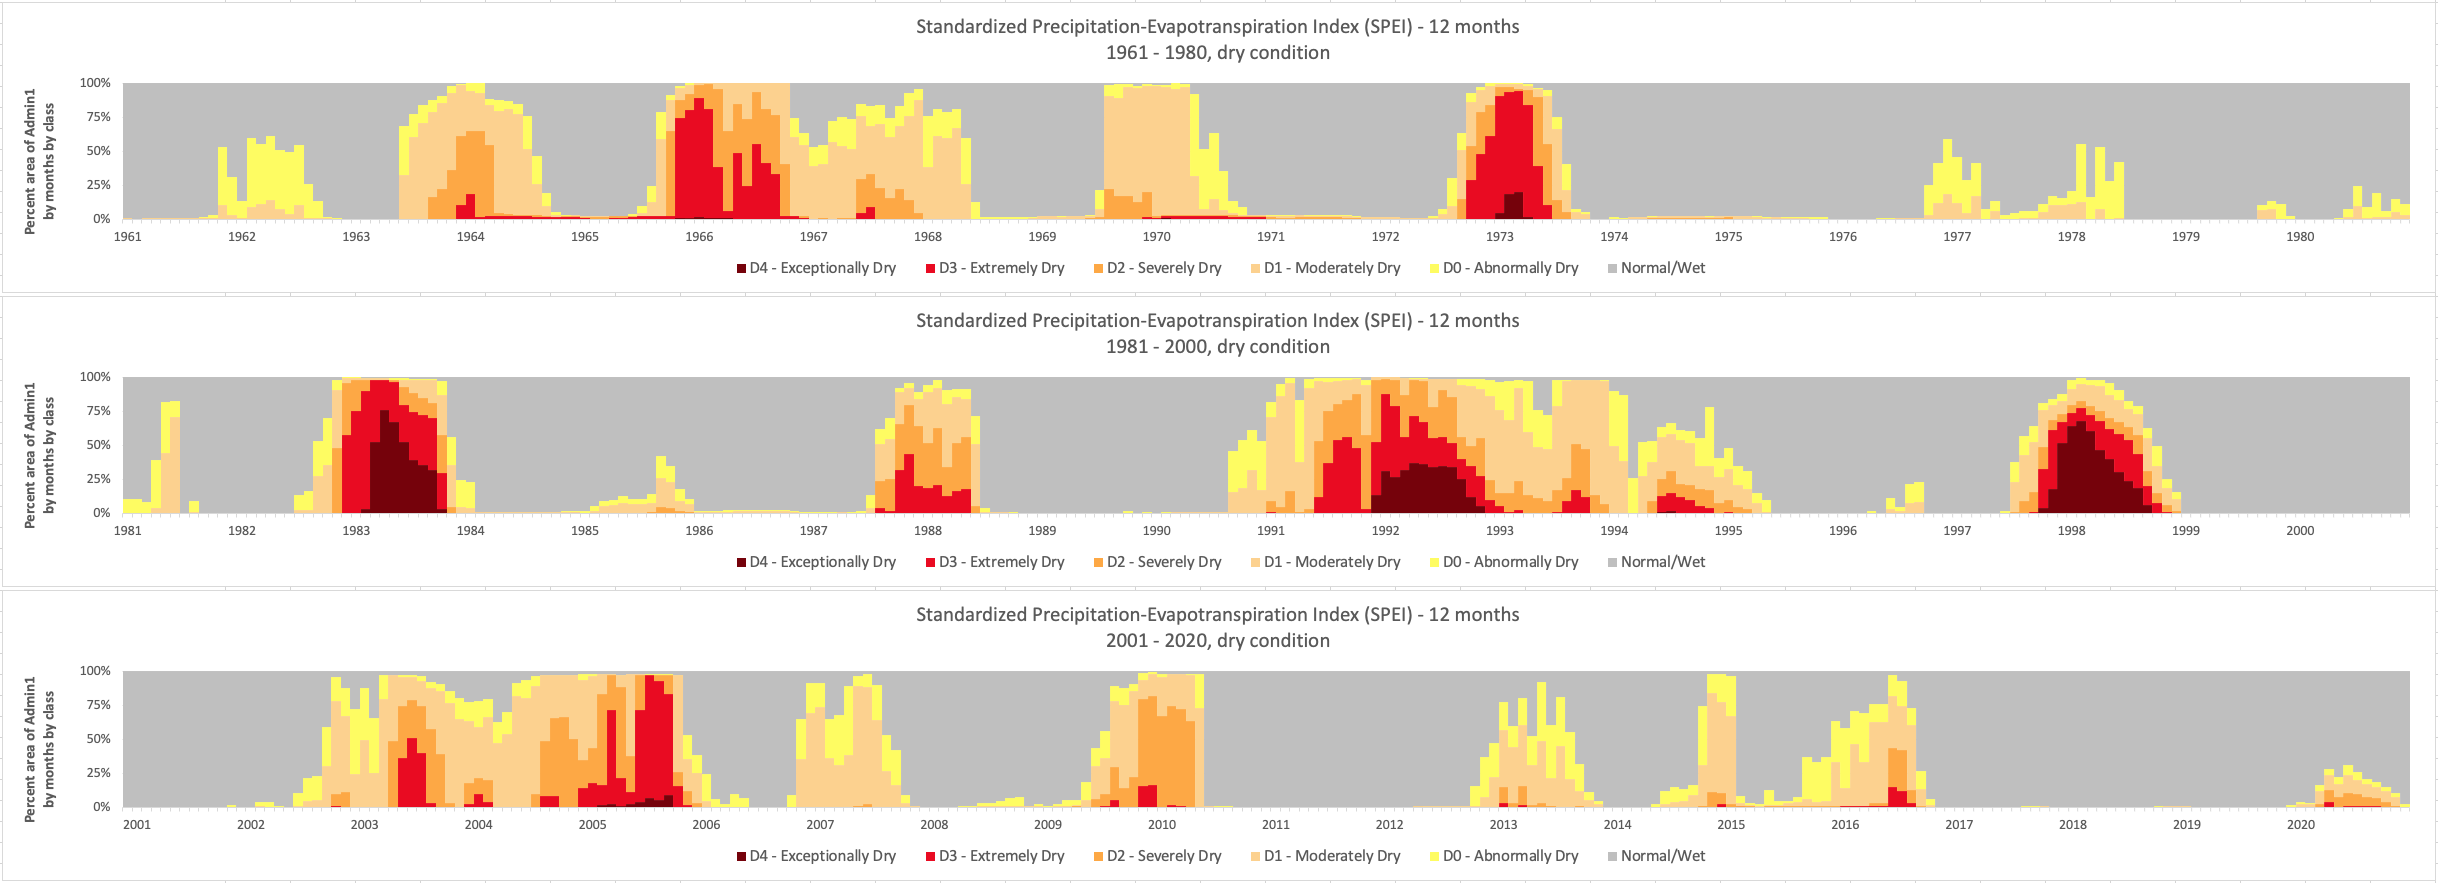 Standardized Precipitation-Evapotranspiration Index (SPEI) - 12 months
1961 - 1980, dry condition
Percent area of Admin1
by months by class
100%
75%
50%
25%
0%
1961 1962 1963 1964 1965 1966 1967 1968 1969 1970 1971 1972 1973 1974 1975 1976 1977 1978 1979 1980
D4 - Exceptionally Dry D3 - Extremely Dry D2 - Severely Dry D1 - Moderately Dry D0 - Abnormally Dry Normal/Wet
Standardized Precipitation-Evapotranspiration Index (SPEI) - 12 months
1981 - 2000, dry condition
Percent area of Admin1
by months by class
100%
75%
50%
25%
0%
1981 1982 1983 1984 1985 1986 1987 1988 1989 1990 1991 1992 1993 1994 1995 1996 1997 1998 1999 2000
D4 - Exceptionally Dry D3 - Extremely Dry D2 - Severely Dry D1 - Moderately Dry D0 - Abnormally Dry Normal/Wet
Standardized Precipitation-Evapotranspiration Index (SPEI) - 12 months
2001 - 2020, dry condition
Percent area of Admin1
by months by class
100%
75%
50%
25%
0%
2001 2002 2003 2004 2005 2006 2007 2008 2009 2010 2011 2012 2013 2014 2015 2016 2017 2018 2019 2020
D4 - Exceptionally Dry D3 - Extremely Dry D2 - Severely Dry D1 - Moderately Dry D0 - Abnormally Dry Normal/Wet